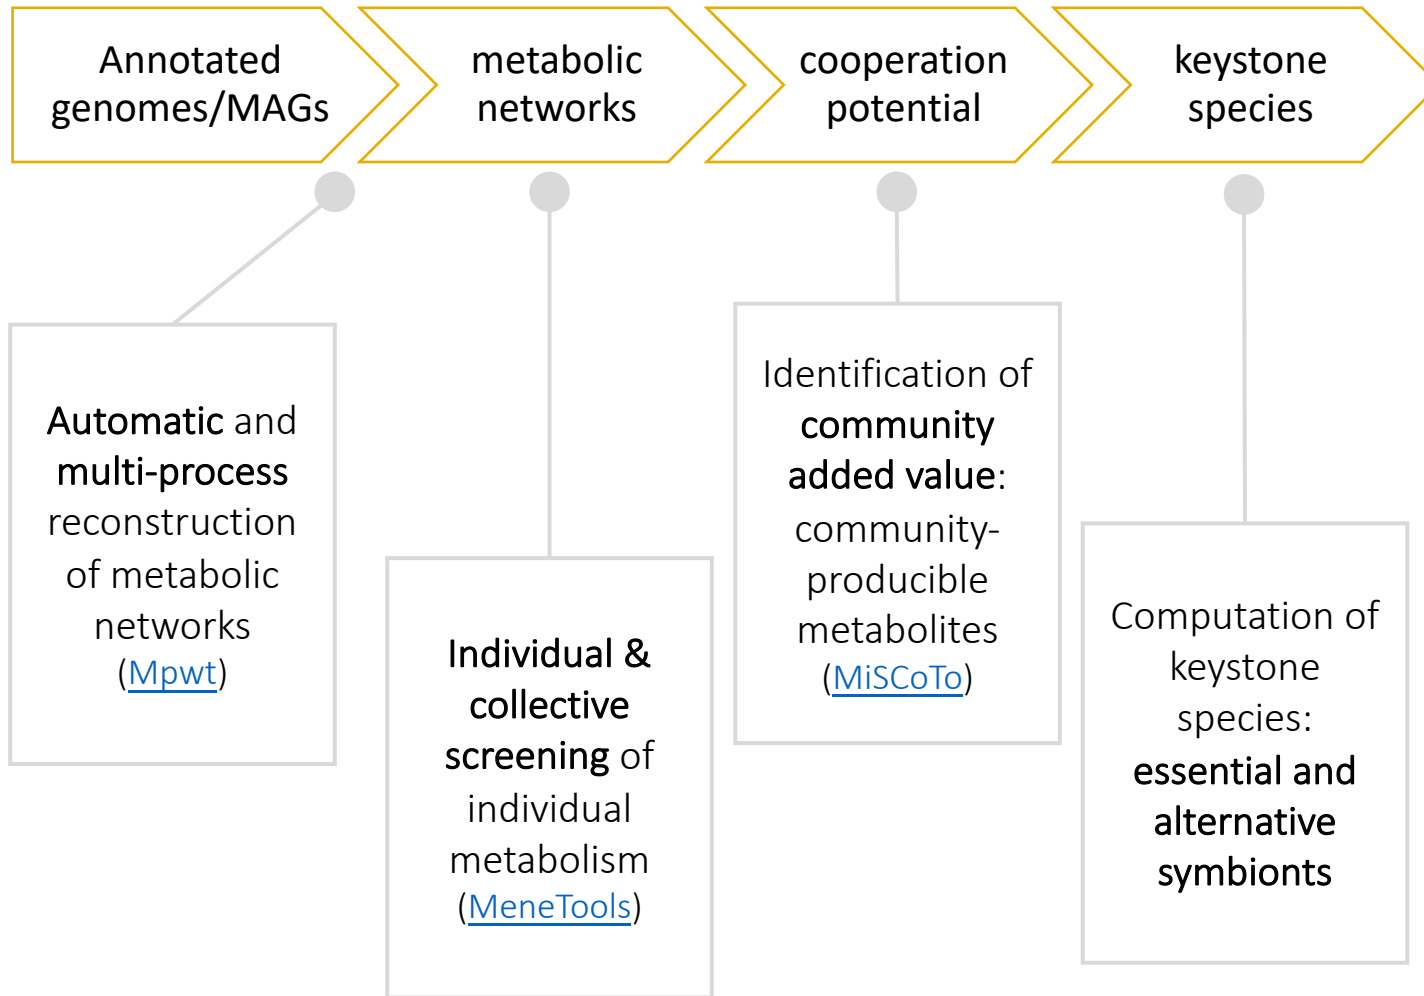 Annotated
genomes/MAGs
metabolic
networks
cooperation
potential
keystone
species
Automatic and
multi-process
reconstruction
of metabolic
networks
(Mpwt)
Individual &
collective
screening of
individual
metabolism
(MeneTools)
Identification of
community
added value:
community-
producible
metabolites
(MiSCoTo)
Computation of
keystone
species:
essential and
alternative
symbionts